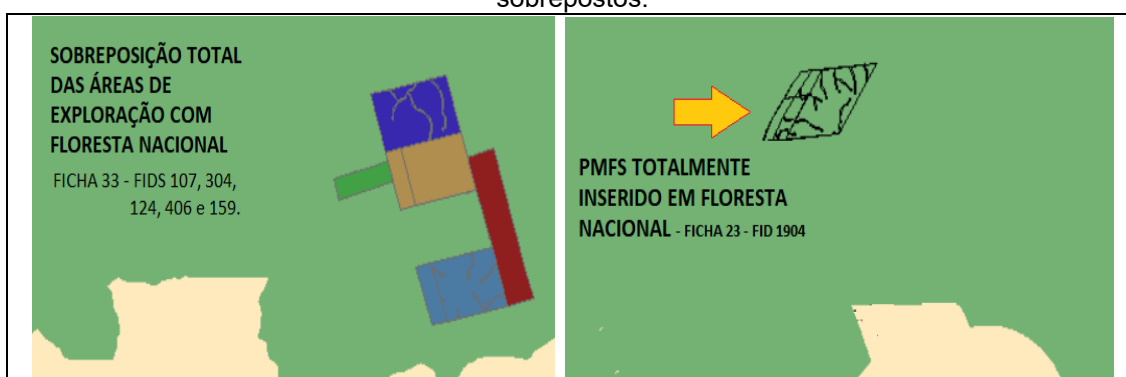 sobrepostos.
SOBREPOSIÇÃO TOTAL
DAS ÁREAS DE
EXPLORAÇÃO COM
FLORESTA NACIONAL
FICHA 33 - FIDS 107, 304,
124, 406 e 159.
PMFS TOTALMENTE
INSERIDO EM FLORESTA
NACIONAL - FICHA 23 - FID 1904